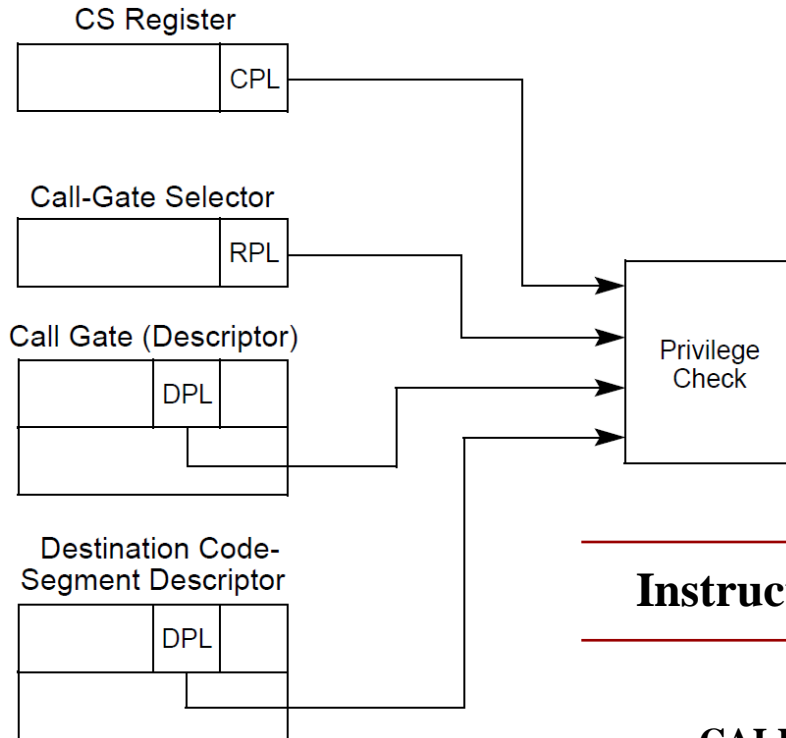 CS Register
CPL
Call-Gate Selector
RPL
Call Gate (Descriptor)
DPL
Privilege
Check
Destination Code-
Segment Descriptor
DPL